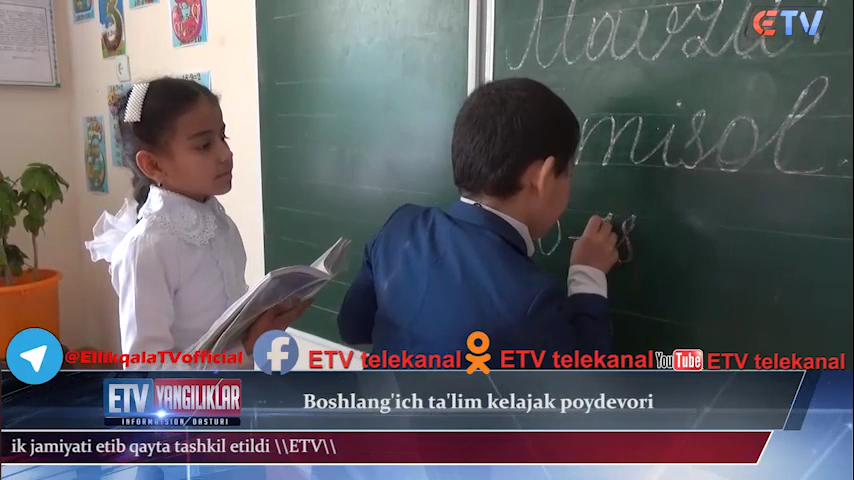 ETV
Mavzu:
misol.
@EllikqalaTVofficial
ETV telekanal
ETV telekanal
YouTube ETV telekanal
ETV YANGILIKLAR
INFORMATSION DASTURI
Boshlang'ich ta'lim kelajak poydevori
ik jamiyati etib qayta tashkil etildi \\ETV\\